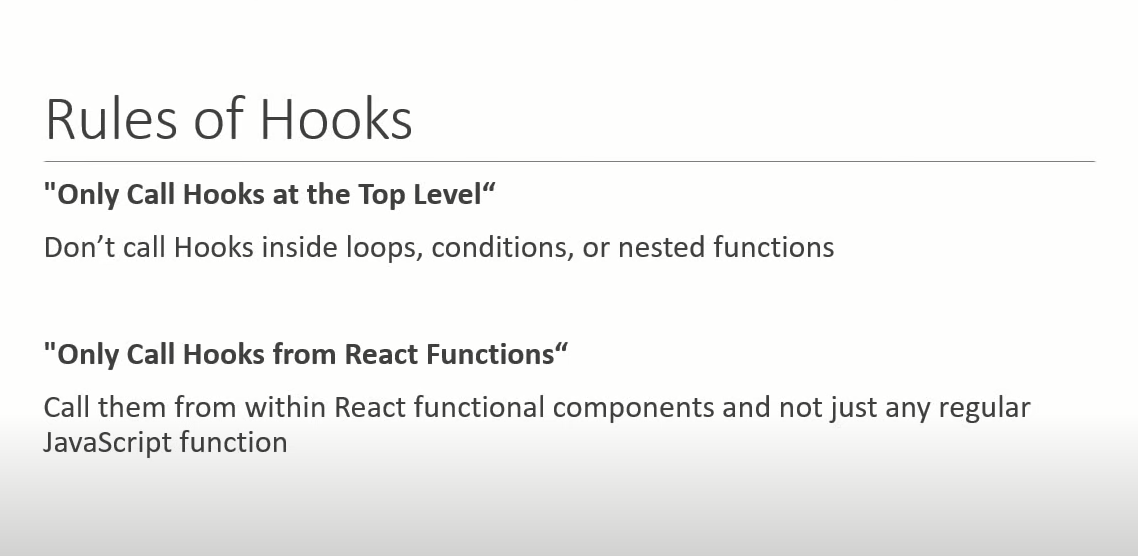 Rules of Hooks
"Only Call Hooks at the Top Level“
Don’t call Hooks inside loops, conditions, or nested functions
"Only Call Hooks from React Functions“
Call them from within React functional components and not just any regular
JavaScript function